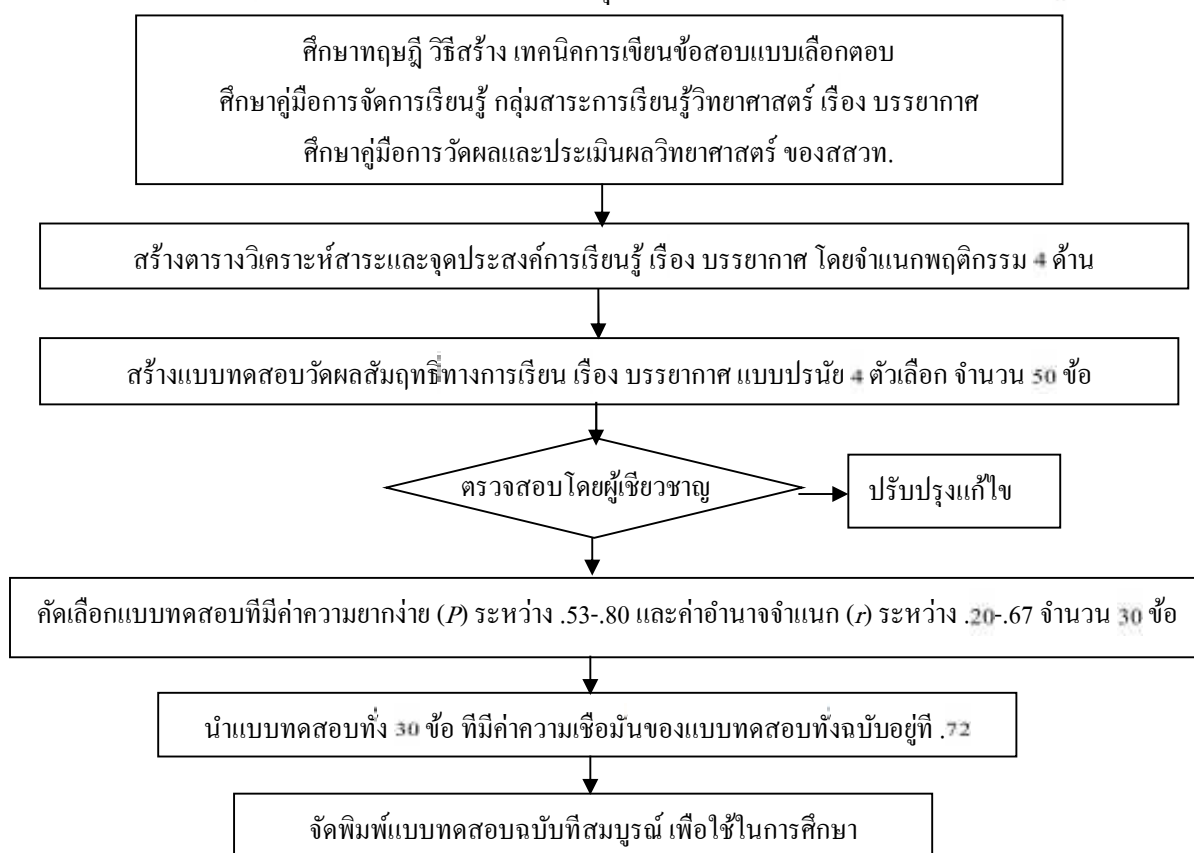 ศึกษาทฤษฎี วิธีสร้าง เทคนิคการเขียนข้อสอบแบบเลือกตอบ
ศึกษาคู่มือการจัดการเรียนรู้ กลุ่มสาระการเรียนรู้วิทยาศาสตร์ เรื่อง บรรยากาศ
ศึกษาคู่มือการวัดผลและประเมินผลวิทยาศาสตร์ ของสสวท.
สร้างตารางวิเคราะห์สาระและจุดประสงค์การเรียนรู้ เรื่อง บรรยากาศ โดยจำแนกพฤติกรรม 4 ด้าน
สร้างแบบทดสอบวัดผลสัมฤทธิ์ทางการเรียน เรื่อง บรรยากาศ แบบปรนัย 4 ตัวเลือก จำนวน 50 ข้อ
ตรวจสอบโดยผู้เชียวชาญ
ปรับปรุงแก้ไข
คัดเลือกแบบทดสอบทีมีค่าความยากง่าย (P) ระหว่าง .53-.80 และค่าอำนาจจำแนก (r) ระหว่าง .20-.67 จำนวน 30 ข้อ
นำแบบทดสอบทั้ง 30 ข้อ ทีมีค่าความเชือมันของแบบทดสอบทั้งฉบับอยู่ที .72
จัดพิมพ์แบบทดสอบฉบับทีสมบูรณ์ เพือใช้ในการศึกษา